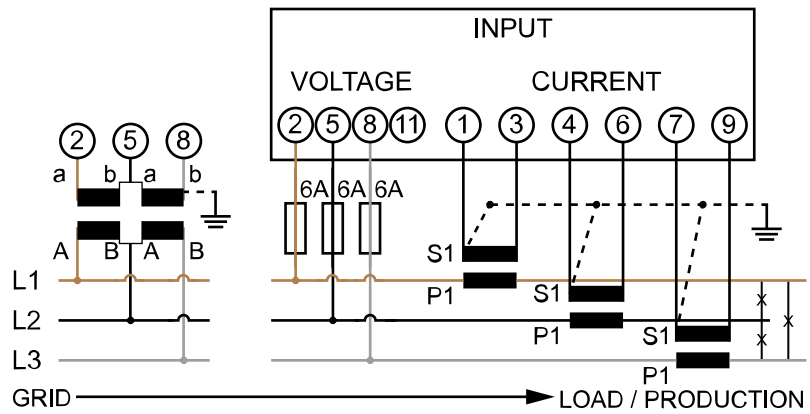 INPUT
VOLTAGE CURRENT
2 5 8 2 5 8 11 1 3 4 6 7 9
a b a b
6A 6A 6A
A B A B
S1
L1
P1 S1
L2
P1 S1
L3
P1
GRID LOAD / PRODUCTION